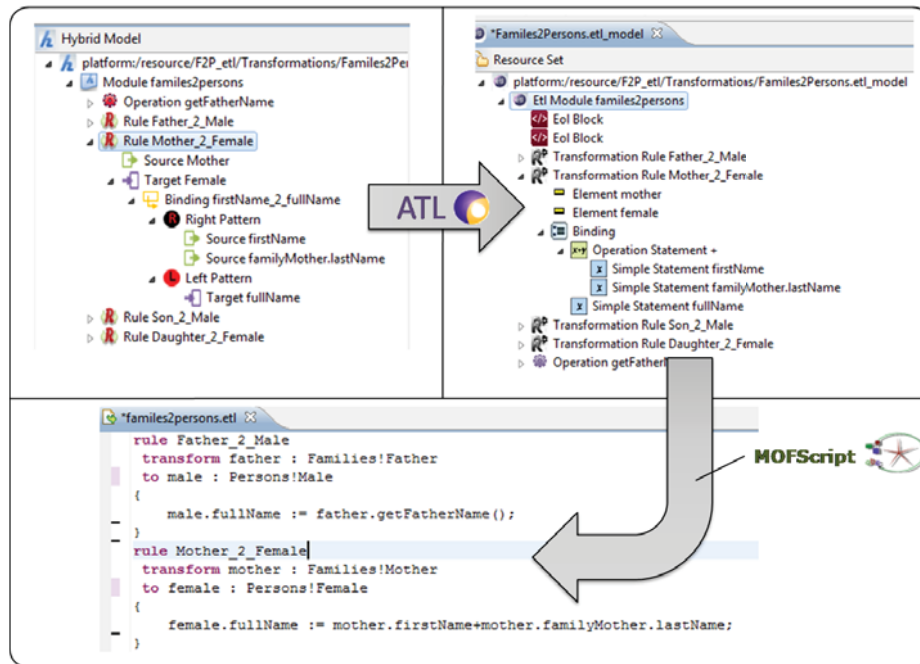 Hybrid Model
platform:/resource/F2P_etl/Transformations/Familes2Per
Module familes2persons
Operation getFatherName
Rule Father_2_Male
Rule Mother_2_Female
Source Mother
Target Female
Binding firstName_2_fullName
Right Pattern
Source firstName
Source familyMother.lastName
Left Pattern
Target fullName
Rule Son_2_Male
Rule Daughter_2_Female
ATL
*Familes2Persons.etl_model
Resource Set
platform:/resource/F2P_etl/Transformations/Familes2Persons.etl_model
Etl Module familes2persons
Eol Block
Eol Block
Transformation Rule Father_2_Male
Transformation Rule Mother_2_Female
Element mother
Element female
Binding
Operation Statement +
Simple Statement firstName
Simple Statement familyMother.lastName
Simple Statement fullName
Transformation Rule Son_2_Male
Transformation Rule Daughter_2_Female
Operation getFather
MOFScript
*familes2persons.etl
rule Father_2_Male
transform father : Families!Father
to male : Persons!Male
{
male.fullName := father.getFatherName();
}
rule Mother_2_Female
transform mother : Families!Mother
to female : Persons!Female
{
female.fullName := mother.firstName+mother.familyMother.lastName;
}